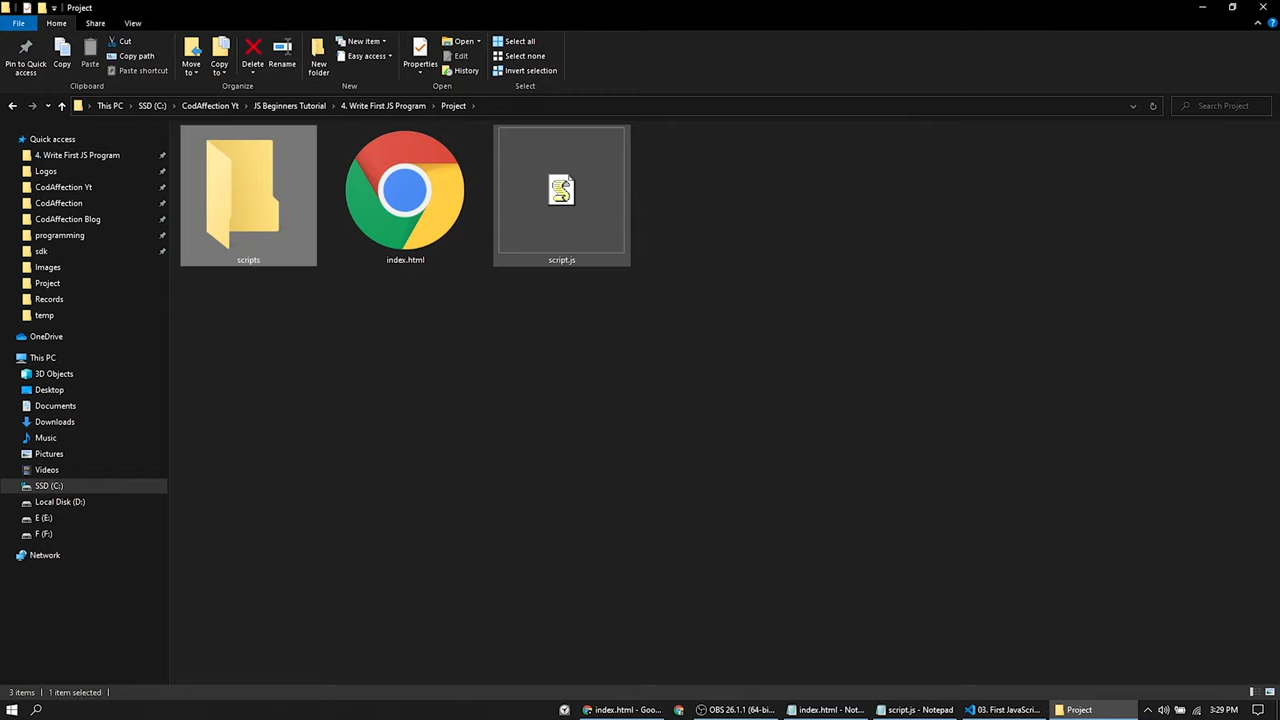 Project
File
Home
Share
View
Pin to Quick
access
Copy
Paste
Cut
Copy path
Paste shortcut
Clipboard
Move
to
Copy
to
Delete
Rename
Organize
New
folder
New item
Easy access
New
Properties
Open
Edit
History
Open
Select all
Select none
Invert selection
Select
This PC
SSD (C:)
CodAffection Yt
JS Beginners Tutorial
4. Write First JS Program
Project
Search Project
Quick access
4. Write First JS Program
Logos
CodAffection Yt
CodAffection
CodAffection Blog
programming
sdk
Images
Project
Records
temp
OneDrive
This PC
3D Objects
Desktop
Documents
Downloads
Music
Pictures
Videos
SSD (C:)
Local Disk (D:)
E (E:)
F (F:)
Network
scripts
index.html
script.js
3 items
1 item selected
index.html - Goo...
OBS 26.1.1 (64-bi...
index.html - Not...
script.js - Notepad
03. First JavaScri...
Project
3:29 PM